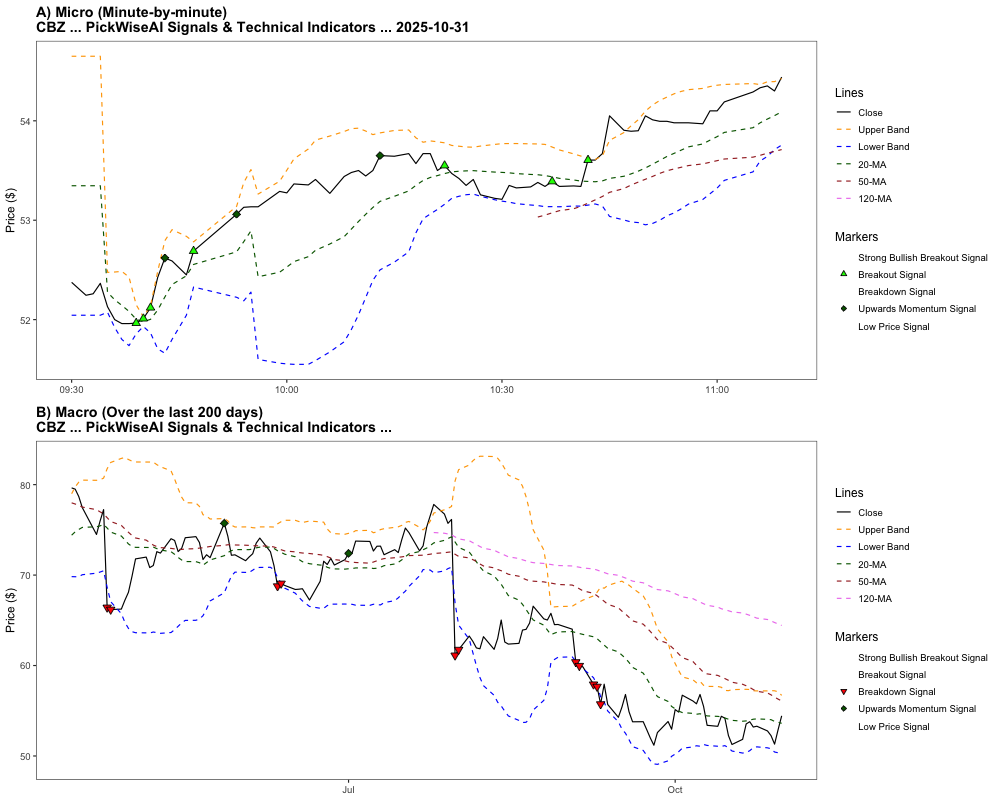 A) Micro (Minute-by-minute)
CBZ ... PickWiseAI Signals & Technical Indicators ... 2025-10-31
Price ($)
54
53
52
09:30
10:00
10:30
11:00
Lines
Close
Upper Band
Lower Band
20-MA
50-MA
120-MA
Markers
Strong Bullish Breakout Signal
Breakout Signal
Breakdown Signal
Upwards Momentum Signal
Low Price Signal
B) Macro (Over the last 200 days)
CBZ ... PickWiseAI Signals & Technical Indicators ...
Price ($)
80
70
60
50
Jul
Oct
Lines
Close
Upper Band
Lower Band
20-MA
50-MA
120-MA
Markers
Strong Bullish Breakout Signal
Breakout Signal
Breakdown Signal
Upwards Momentum Signal
Low Price Signal